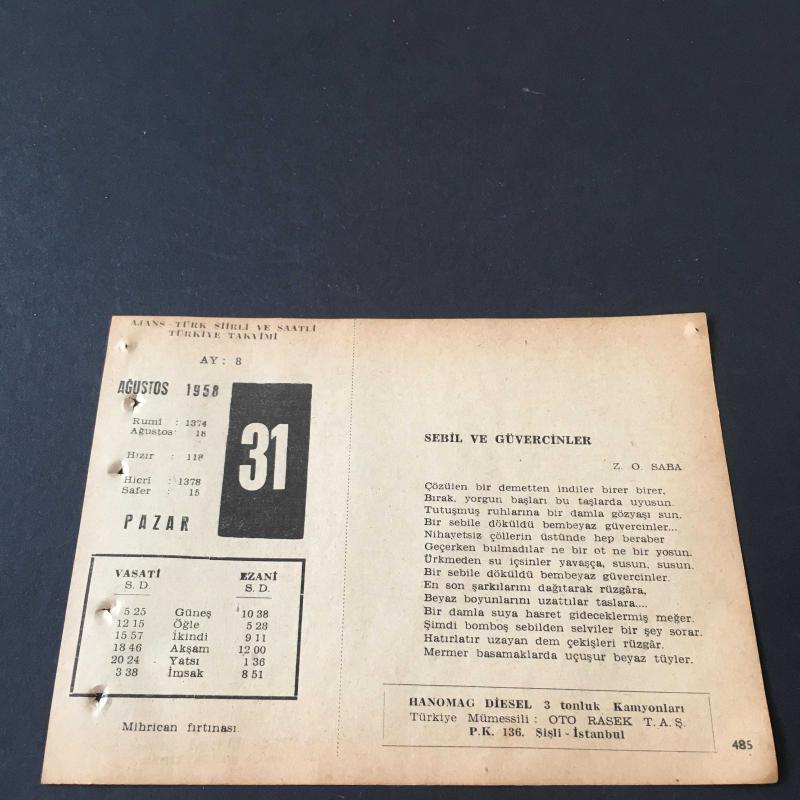 AJANS - TÜRK ŞİİRLİ VE SAATLİ
TÜRKİYE TAKVİMİ
AY : 8
AĞUSTOS 1958
31
Rumî : 1374
Ağustos : 18
Hızır : 118
Hicrî : 1378
Safer : 15
PAZAR
VASATİ EZANİ
S. D. S. D.
5 25 Güneş 10 38
12 15 Öğle 5 28
15 57 İkindi 9 11
18 46 Akşam 12 00
20 24 Yatsı 1 36
3 38 İmsak 8 51
Mihrican fırtınası.
SEBİL VE GÜVERCİNLER
Z. O. SABA
Çözülen bir demetten indiler birer birer,
Bırak, yorgun başları bu taşlarda uyusun.
Tutuşmuş ruhlarına bir damla gözyaşı sun,
Bir sebile döküldü bembeyaz güvercinler...
Nihayetsiz çöllerin üstünde hep beraber
Geçerken bulmadılar ne bir ot ne bir yosun.
Ürkmeden su içsinler yavaşça, susun, susun.
Bir sebile döküldü bembeyaz güvercinler.
En son şarkılarını dağıtarak rüzgâra,
Beyaz boyunlarını uzattılar taslara....
Bir damla suya hasret gideceklermiş meğer.
Şimdi bomboş sebilden selviler bir şey sorar.
Hatırlatır uzayan dem çekişleri rüzgâr.
Mermer basamaklarda uçuşur beyaz tüyler.
HANOMAG DİESEL 3 tonluk Kamyonları
Türkiye Mümessili : OTO RASEK T. A. Ş.
P.K. 136. Şişli - İstanbul
485